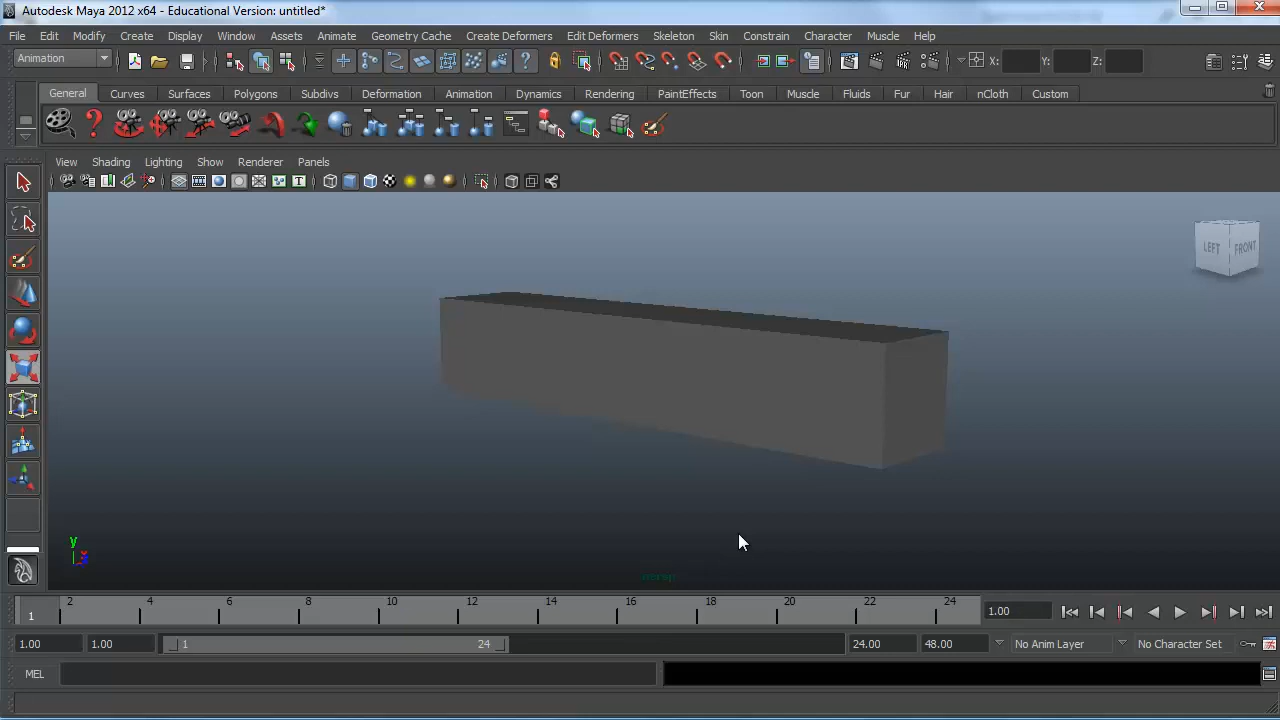 Autodesk Maya 2012 x64 - Educational Version: untitled*
File Edit Modify Create Display Window Assets Animate Geometry Cache Create Deformers Edit Deformers Skeleton Skin Constrain Character Muscle Help
Animation X: Y: Z:
General Curves Surfaces Polygons Subdivs Deformation Animation Dynamics Rendering PaintEffects Toon Muscle Fluids Fur Hair nCloth Custom
View Shading Lighting Show Renderer Panels
LEFT FRONT
y
persp
2 4 6 8 10 12 14 16 18 20 22 24
1 1.00
1.00 1.00 1 24 24.00 48.00 No Anim Layer No Character Set
MEL